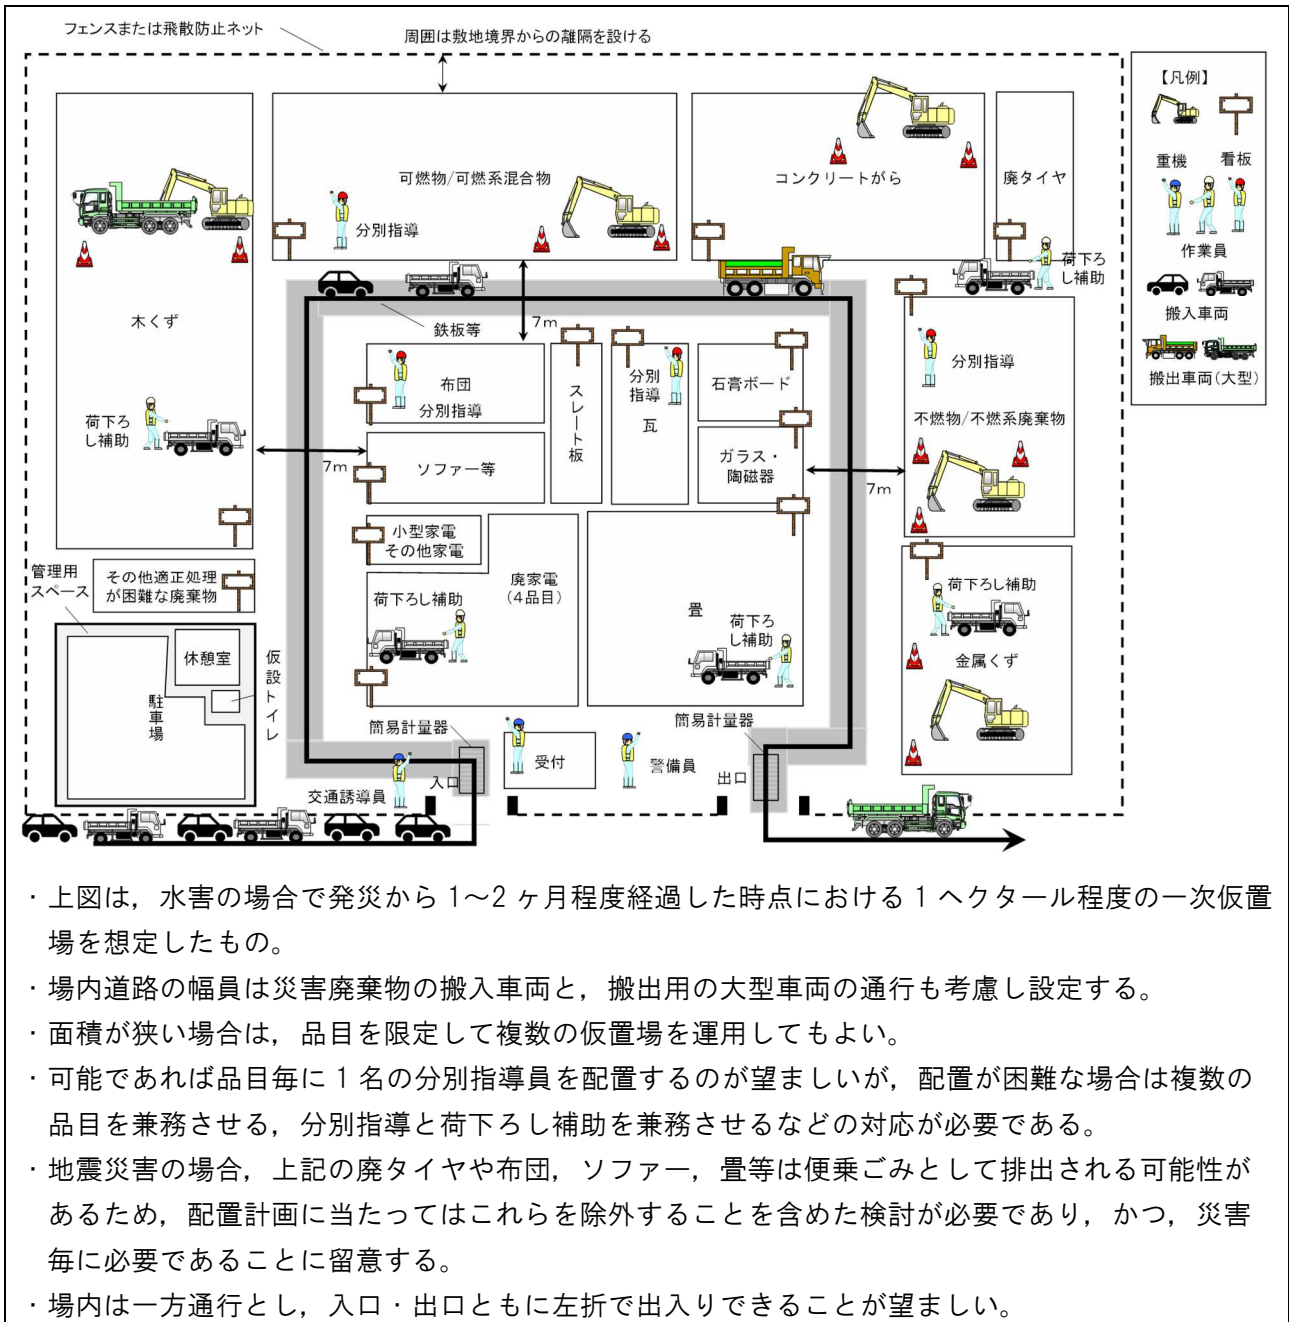 フェンスまたは飛散防止ネット
周囲は敷地境界からの離隔を設ける
【凡例】
重機
看板
作業員
搬入車両
搬出車両(大型)
可燃物/可燃系混合物
分別指導
コンクリートがら
廃タイヤ
荷下ろ
し補助
木くず
鉄板等
7m
布団
分別指導
スレート板
分別
指導
瓦
石膏ボード
分別指導
不燃物/不燃系廃棄物
荷下ろ
し補助
7m
ソファー等
ガラス・
陶磁器
7m
小型家電
その他家電
廃家電
(4品目)
荷下ろし補助
畳
荷下ろ
し補助
荷下ろし補助
金属くず
管理用
スペース
その他適正処理
が困難な廃棄物
休憩室
仮設トイレ
駐車場
簡易計量器
簡易計量器
受付
警備員
入口
出口
交通誘導員
・上図は，水害の場合で発災から1～2ヶ月程度経過した時点における1ヘクタール程度の一次仮置
場を想定したもの。
・場内道路の幅員は災害廃棄物の搬入車両と，搬出用の大型車両の通行も考慮し設定する。
・面積が狭い場合は，品目を限定して複数の仮置場を運用してもよい。
・可能であれば品目毎に1名の分別指導員を配置するのが望ましいが，配置が困難な場合は複数の
品目を兼務させる，分別指導と荷下ろし補助を兼務させるなどの対応が必要である。
・地震災害の場合，上記の廃タイヤや布団，ソファー，畳等は便乗ごみとして排出される可能性が
あるため，配置計画に当たってはこれらを除外することを含めた検討が必要であり，かつ，災害
毎に必要であることに留意する。
・場内は一方通行とし，入口・出口ともに左折で出入りできることが望ましい。